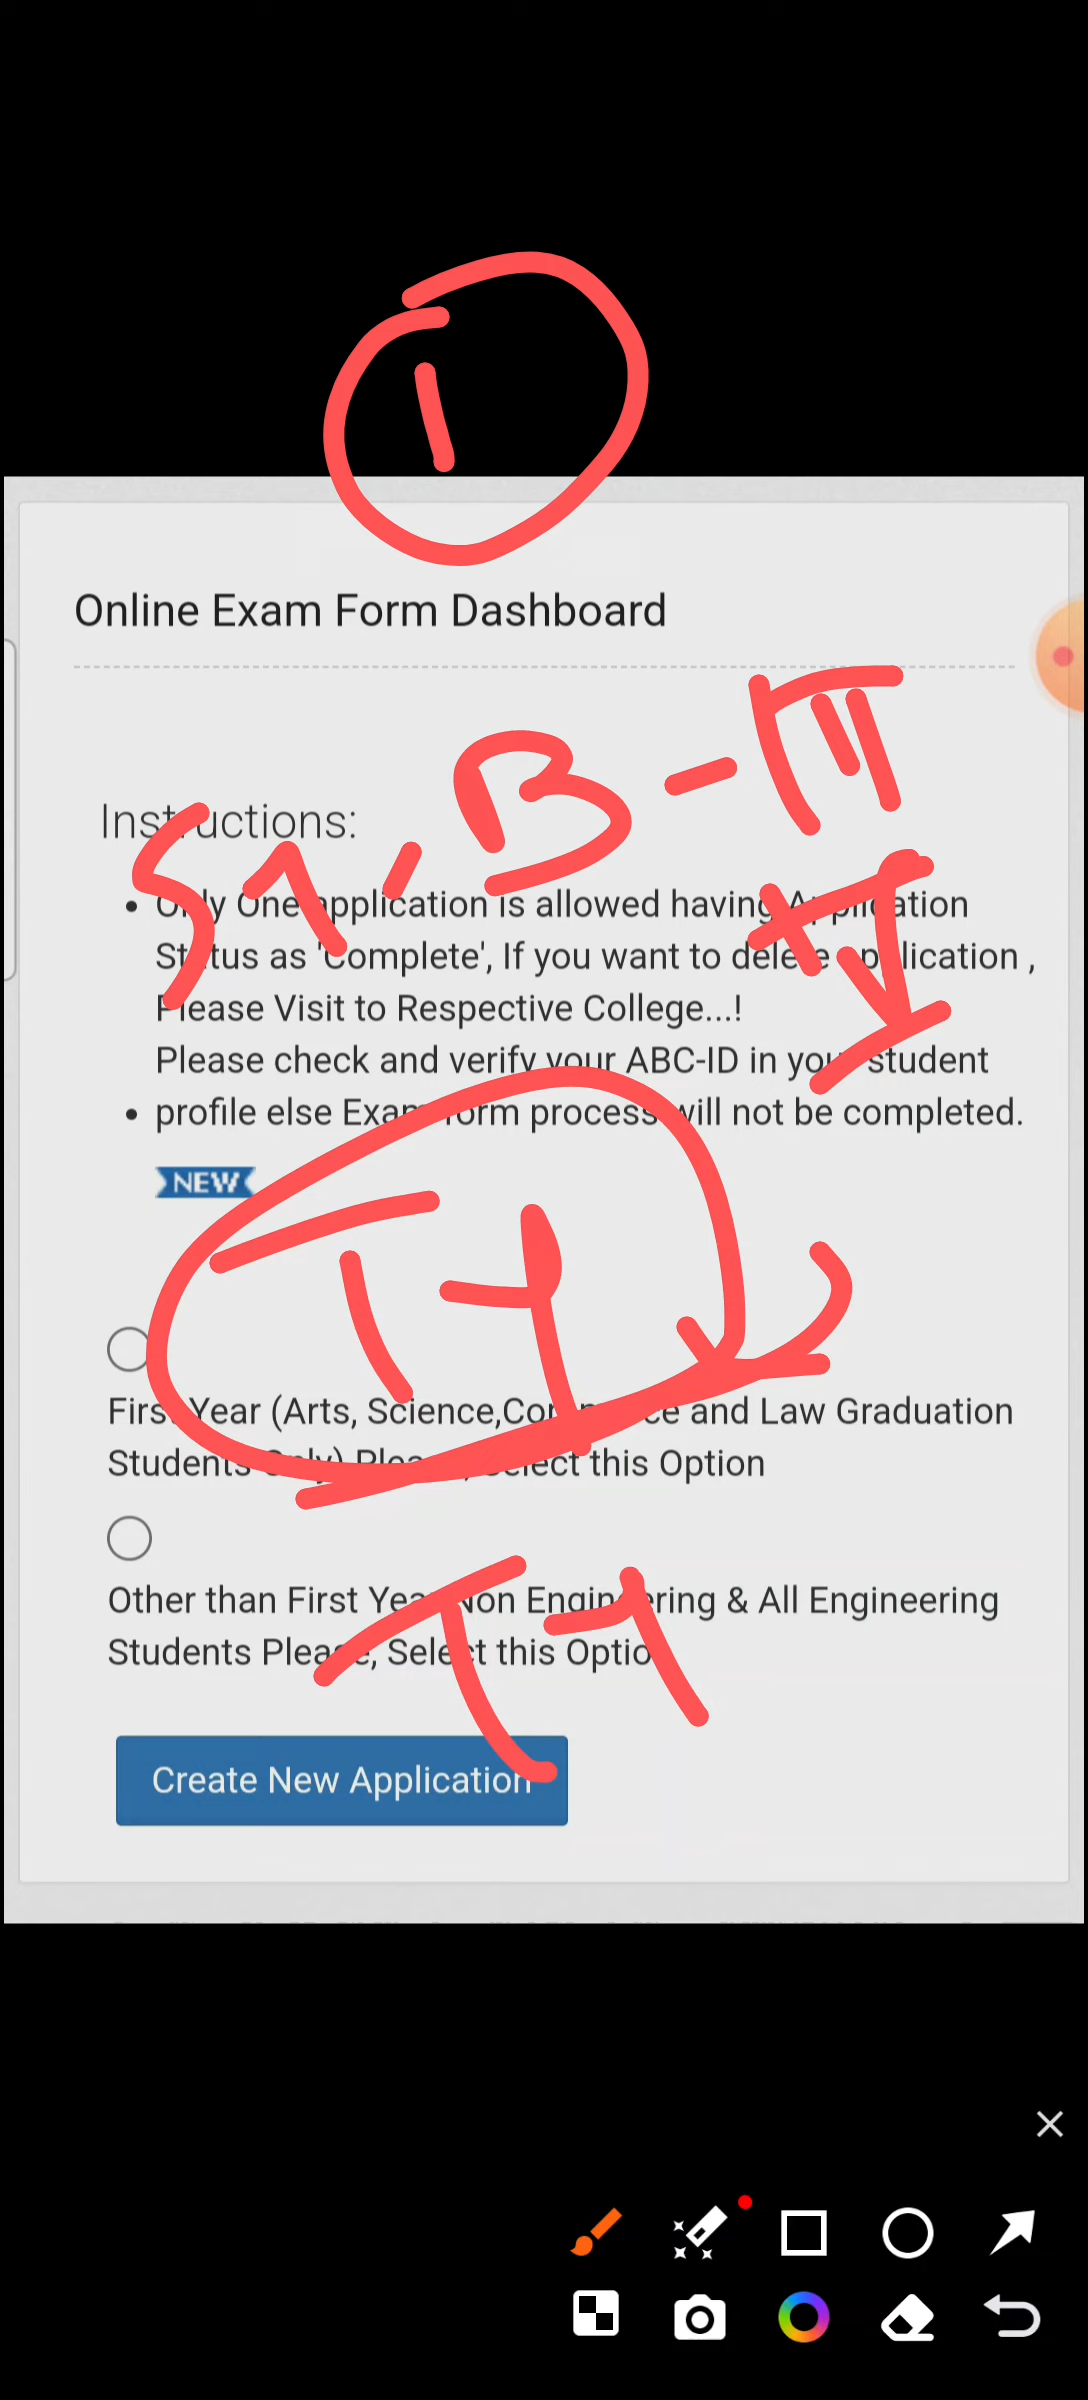 1
Online Exam Form Dashboard
Instructions:
Only One application is allowed having Application
Status as 'Complete', If you want to delete application ,
Please Visit to Respective College...!
Please check and verify your ABC-ID in your student
profile else Exam form process will not be completed.
NEW
First Year (Arts, Science,Commerce and Law Graduation
Students Only) Please, Select this Option
Other than First Year Non Engineering & All Engineering
Students Please, Select this Option
Create New Application
TY
TY